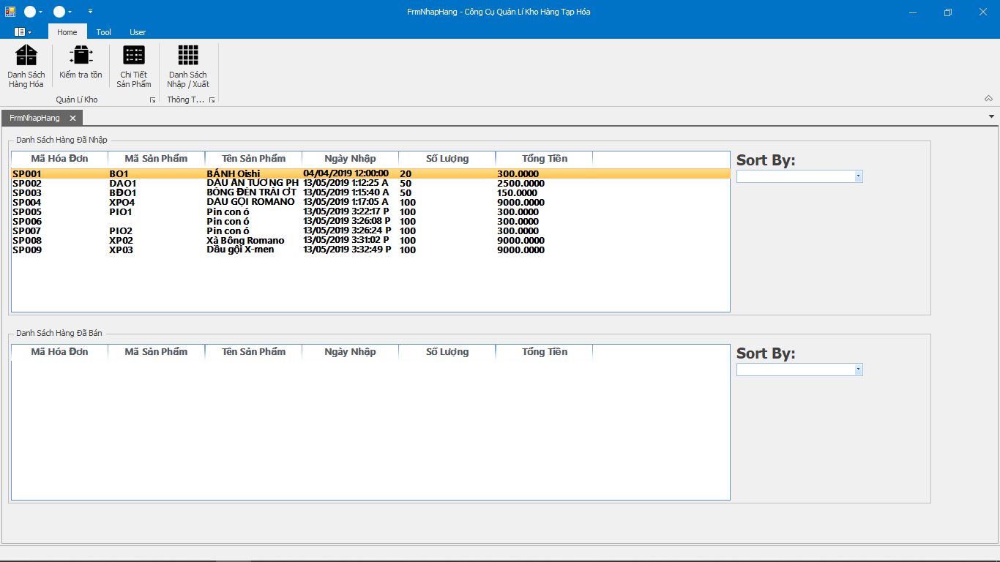 FrmNhapHang - Công Cụ Quản Lí Kho Hàng Tạp Hóa
Home Tool User
Danh Sách Hàng Hóa
Kiểm tra tồn
Chi Tiết Sản Phẩm
Danh Sách Nhập / Xuất
Quản Lí Kho
Thông T...
FrmNhapHang
Danh Sách Hàng Đã Nhập
Mã Hóa Đơn Mã Sản Phẩm Tên Sản Phẩm Ngày Nhập Số Lượng Tổng Tiền
SP001 BO1 BÁNH Oishi 04/04/2019 12:00:00 20 300.0000
SP002 DAO1 DẦU ĂN TƯỜNG PH 13/05/2019 1:12:25 A 50 2500.0000
SP003 BĐO1 BÓNG ĐÈN TRÁI ỚT 13/05/2019 1:15:40 A 50 150.0000
SP004 XPO4 DẦU GỘI ROMANO 13/05/2019 1:17:05 A 100 9000.0000
SP005 PIO1 Pin con ó 13/05/2019 3:22:17 P 100 300.0000
SP006 Pin con ó 13/05/2019 3:26:08 P 100 300.0000
SP007 PIO2 Pin con ó 13/05/2019 3:26:24 P 100 300.0000
SP008 XP02 Xà Bông Romano 13/05/2019 3:31:02 P 100 9000.0000
SP009 XP03 Dầu gội X-men 13/05/2019 3:32:49 P 100 9000.0000
Sort By:
Danh Sách Hàng Đã Bán
Mã Hóa Đơn Mã Sản Phẩm Tên Sản Phẩm Ngày Nhập Số Lượng Tổng Tiền
Sort By: